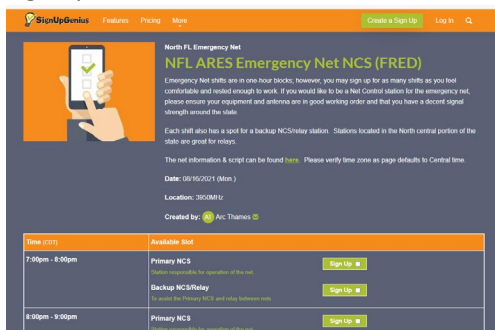 SignUpGenius Features Pricing More Create a Sign Up Log In
North FL Emergency Net
NFL ARES Emergency Net NCS (FRED)
Emergency Net shifts are in one-hour blocks; however, you may sign up for as many shifts as you feel
comfortable and rested enough to work. If you would like to be a Net Control station for the emergency net,
please ensure your equipment and antenna are in good working order and that you have a decent signal
strength around the state.
Each shift also has a spot for a backup NCS/relay station. Stations located in the North central portion of the
state are great for relays.
The net information & script can be found here. Please verify time zone as page defaults to Central time.
Date: 08/16/2021 (Mon.)
Location: 3950MHz
Created by: AT Arc Thames
Time (CDT) Available Slot
7:00pm - 8:00pm Primary NCS Sign Up
Station responsible for operation of the net.
Backup NCS/Relay Sign Up
To assist the Primary NCS and relay between nets
8:00pm - 9:00pm Primary NCS Sign Up
Station responsible for operation of the net.